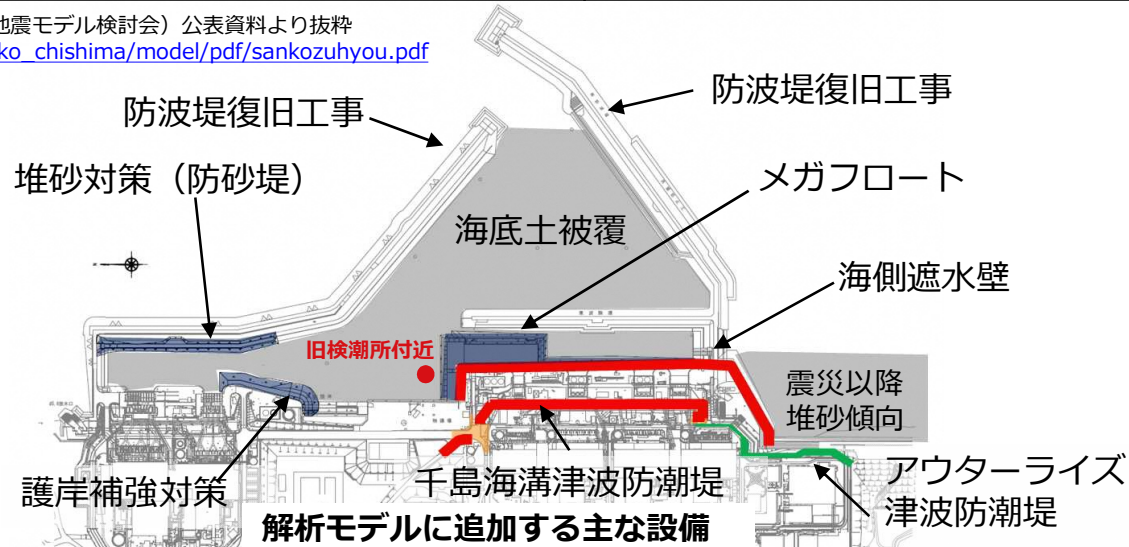 地震モデル検討会）公表資料より抜粋
ko_chishima/model/pdf/sankozuhyou.pdf
防波堤復旧工事
防波堤復旧工事
堆砂対策（防砂堤）
メガフロート
海底土被覆
海側遮水壁
旧検潮所付近
震災以降
堆砂傾向
護岸補強対策
千島海溝津波防潮堤
アウターライズ
津波防潮堤
解析モデルに追加する主な設備